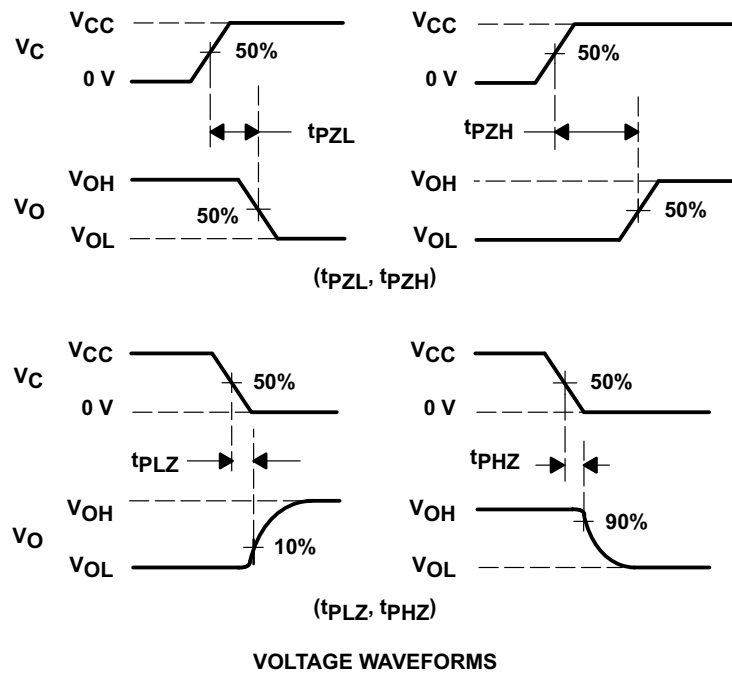 VCC
VC
50%
0 V
tPZL
VOH
VO
50%
VOL
VCC
50%
0 V
tPZH
VOH
50%
VOL
(tPZL, tPZH)
VCC
VC
50%
0 V
tPLZ
VOH
VO
10%
VOL
VCC
50%
0 V
tPHZ
VOH
90%
VOL
(tPLZ, tPHZ)
VOLTAGE WAVEFORMS